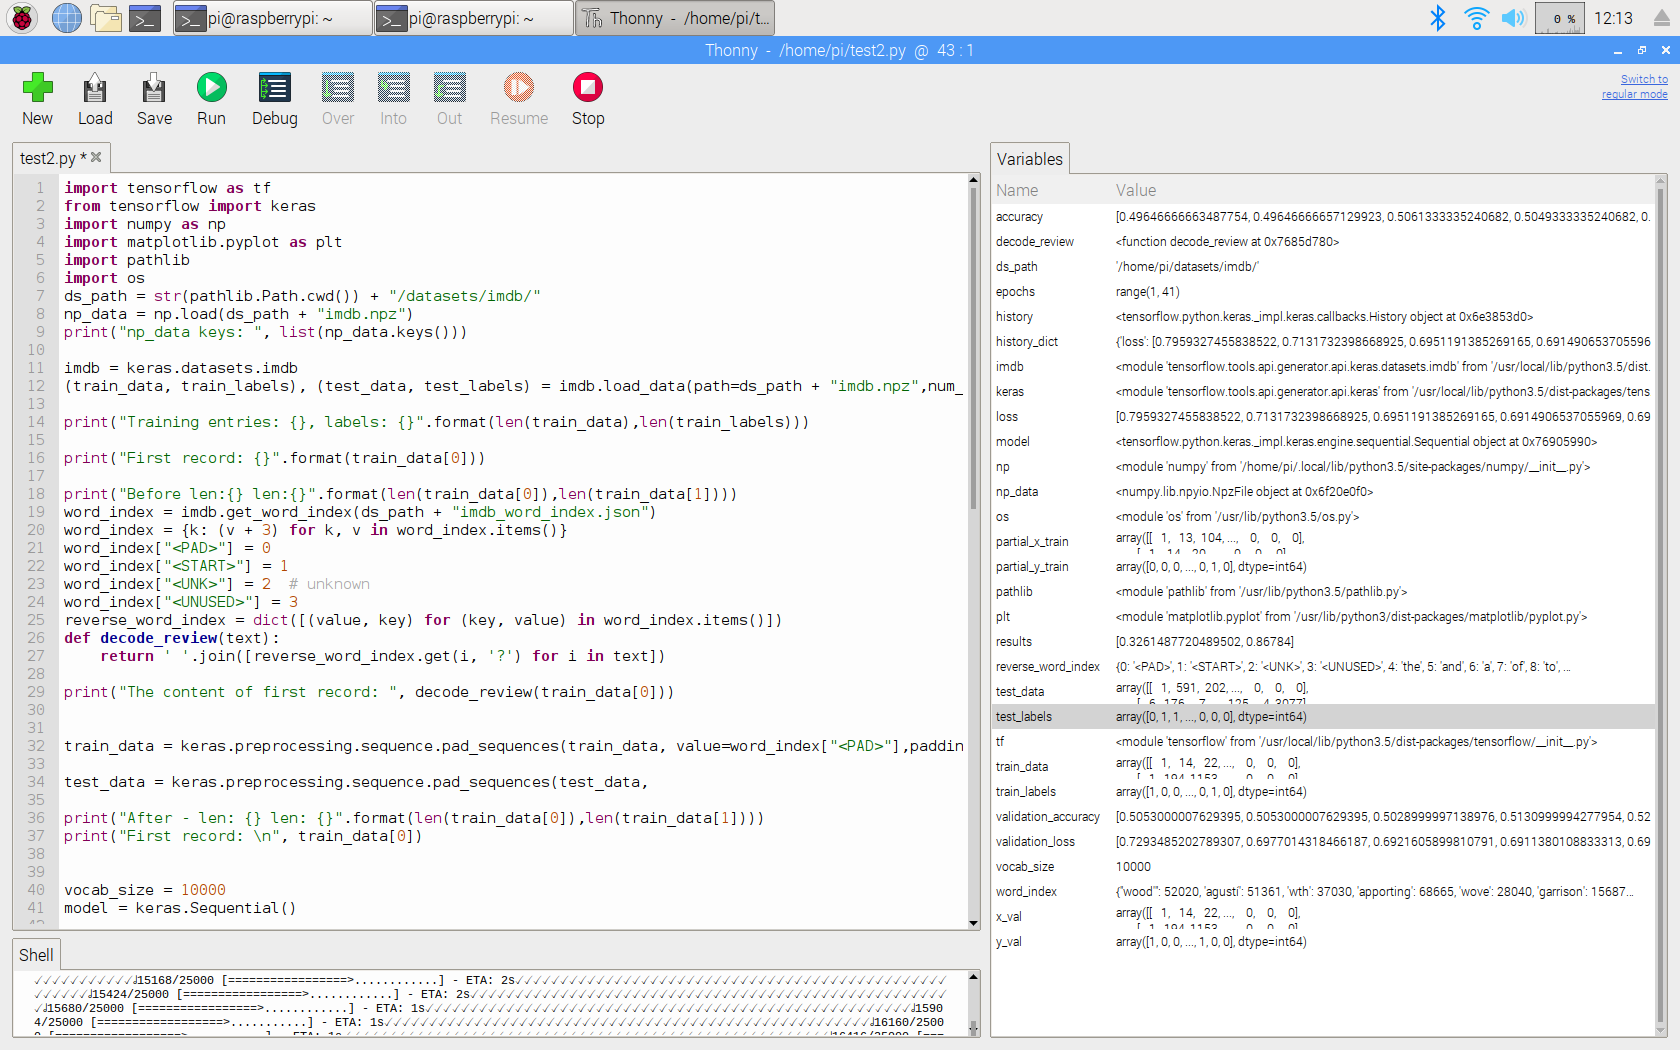 pi@raspberrypi: ~
pi@raspberrypi: ~
Thonny - /home/pi/t...
0 %
12:13
Thonny - /home/pi/test2.py @ 43 : 1
New
Load
Save
Run
Debug
Over
Into
Out
Resume
Stop
Switch to
regular mode
test2.py *
1 import tensorflow as tf
2 from tensorflow import keras
3 import numpy as np
4 import matplotlib.pyplot as plt
5 import pathlib
6 import os
7 ds_path = str(pathlib.Path.cwd()) + "/datasets/imdb/"
8 np_data = np.load(ds_path + "imdb.npz")
9 print("np_data keys: ", list(np_data.keys()))
10
11 imdb = keras.datasets.imdb
12 (train_data, train_labels), (test_data, test_labels) = imdb.load_data(path=ds_path + "imdb.npz",num_
13
14 print("Training entries: {}, labels: {}".format(len(train_data),len(train_labels)))
15
16 print("First record: {}".format(train_data[0]))
17
18 print("Before len:{} len:{}".format(len(train_data[0]),len(train_data[1])))
19 word_index = imdb.get_word_index(ds_path + "imdb_word_index.json")
20 word_index = {k: (v + 3) for k, v in word_index.items()}
21 word_index["<PAD>"] = 0
22 word_index["<START>"] = 1
23 word_index["<UNK>"] = 2  # unknown
24 word_index["<UNUSED>"] = 3
25 reverse_word_index = dict([(value, key) for (key, value) in word_index.items()])
26 def decode_review(text):
27     return ' '.join([reverse_word_index.get(i, '?') for i in text])
28
29 print("The content of first record: ", decode_review(train_data[0]))
30
31
32 train_data = keras.preprocessing.sequence.pad_sequences(train_data, value=word_index["<PAD>"],paddin
33
34 test_data = keras.preprocessing.sequence.pad_sequences(test_data,
35
36 print("After - len: {} len: {}".format(len(train_data[0]),len(train_data[1])))
37 print("First record: \n", train_data[0])
38
39
40 vocab_size = 10000
41 model = keras.Sequential()
Shell
15168/25000 [=================>............] - ETA: 2s
15424/25000 [=================>............] - ETA: 2s
15680/25000 [=================>............] - ETA: 1s
1590
4/25000 [==================>...........] - ETA: 1s
16160/2500
Variables
Name Value
accuracy [0.49646666663487754, 0.49646666657129923, 0.5061333335240682, 0.5049333335240682, 0.
decode_review <function decode_review at 0x7685d780>
ds_path '/home/pi/datasets/imdb/'
epochs range(1, 41)
history <tensorflow.python.keras._impl.keras.callbacks.History object at 0x6e3853d0>
history_dict {'loss': [0.7959327455838522, 0.7131732398668925, 0.6951191385269165, 0.691490653705596
imdb <module 'tensorflow.tools.api.generator.api.keras.datasets.imdb' from '/usr/local/lib/python3.5/dist.
keras <module 'tensorflow.tools.api.generator.api.keras' from '/usr/local/lib/python3.5/dist-packages/tens
loss [0.7959327455838522, 0.7131732398668925, 0.6951191385269165, 0.6914906537055969, 0.69
model <tensorflow.python.keras._impl.keras.engine.sequential.Sequential object at 0x76905990>
np <module 'numpy' from '/home/pi/.local/lib/python3.5/site-packages/numpy/__init__.py'>
np_data <numpy.lib.npyio.NpzFile object at 0x6f20e0f0>
os <module 'os' from '/usr/lib/python3.5/os.py'>
partial_x_train array([[ 1, 13, 104, ..., 0, 0, 0],
partial_y_train array([0, 0, 0, ..., 0, 1, 0], dtype=int64)
pathlib <module 'pathlib' from '/usr/lib/python3.5/pathlib.py'>
plt <module 'matplotlib.pyplot' from '/usr/lib/python3/dist-packages/matplotlib/pyplot.py'>
results [0.3261487720489502, 0.86784]
reverse_word_index {0: '<PAD>', 1: '<START>', 2: '<UNK>', 3: '<UNUSED>', 4: 'the', 5: 'and', 6: 'a', 7: 'of', 8: 'to', ...
test_data array([[ 1, 591, 202, ..., 0, 0, 0],
test_labels array([0, 1, 1, ..., 0, 0, 0], dtype=int64)
tf <module 'tensorflow' from '/usr/local/lib/python3.5/dist-packages/tensorflow/__init__.py'>
train_data array([[ 1, 14, 22, ..., 0, 0, 0],
train_labels array([1, 0, 0, ..., 0, 1, 0], dtype=int64)
validation_accuracy [0.5053000007629395, 0.5053000007629395, 0.5028999997138976, 0.5130999994277954, 0.52
validation_loss [0.7293485202789307, 0.6977014318466187, 0.6921605899810791, 0.6911380108833313, 0.69
vocab_size 10000
word_index {"wood'": 52020, 'agusti': 51361, 'wth': 37030, 'apporting': 68665, 'wove': 28040, 'garrison': 15687...
x_val array([[ 1, 14, 22, ..., 0, 0, 0],
y_val array([1, 0, 0, ..., 1, 0, 0], dtype=int64)